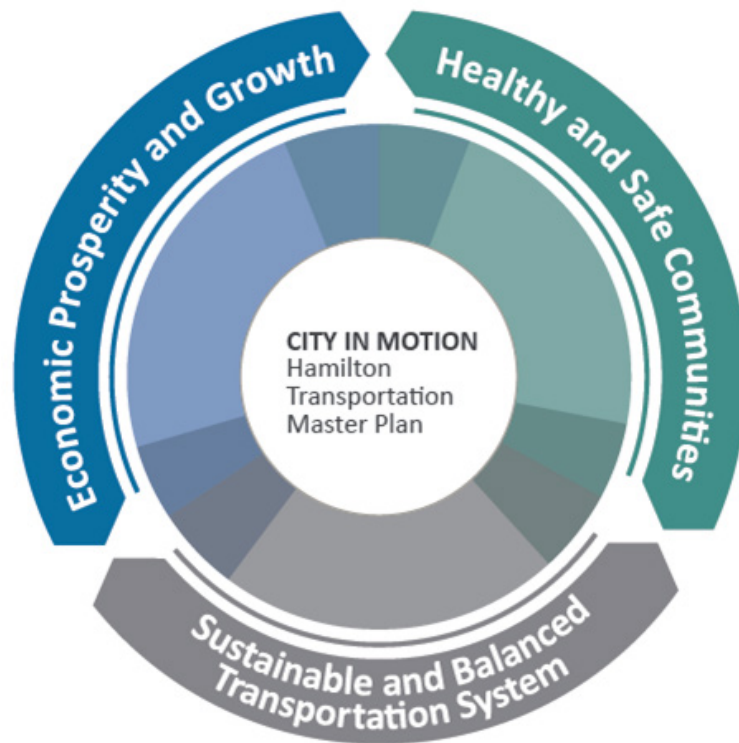 Economic Prosperity and Growth
Healthy and Safe Communities
CITY IN MOTION
Hamilton
Transportation
Master Plan
Sustainable and Balanced
Transportation System